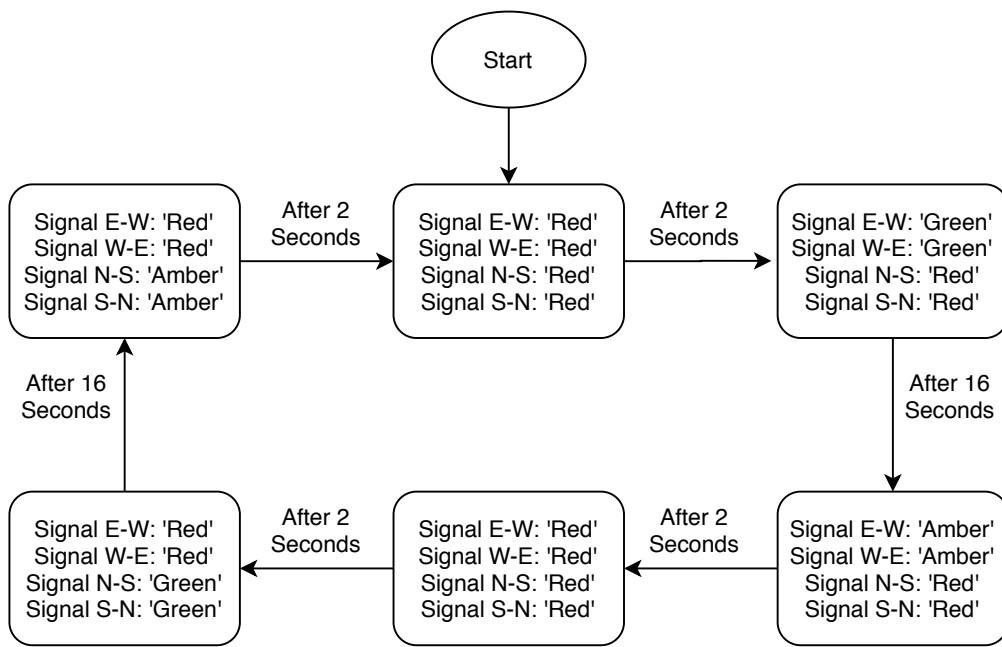 Start
Signal E-W: 'Red'
Signal W-E: 'Red'
Signal N-S: 'Amber'
Signal S-N: 'Amber'
After 2
Seconds
Signal E-W: 'Red'
Signal W-E: 'Red'
Signal N-S: 'Red'
Signal S-N: 'Red'
After 2
Seconds
Signal E-W: 'Green'
Signal W-E: 'Green'
Signal N-S: 'Red'
Signal S-N: 'Red'
After 16
Seconds
After 16
Seconds
Signal E-W: 'Red'
Signal W-E: 'Red'
Signal N-S: 'Green'
Signal S-N: 'Green'
After 2
Seconds
Signal E-W: 'Red'
Signal W-E: 'Red'
Signal N-S: 'Red'
Signal S-N: 'Red'
After 2
Seconds
Signal E-W: 'Amber'
Signal W-E: 'Amber'
Signal N-S: 'Red'
Signal S-N: 'Red'